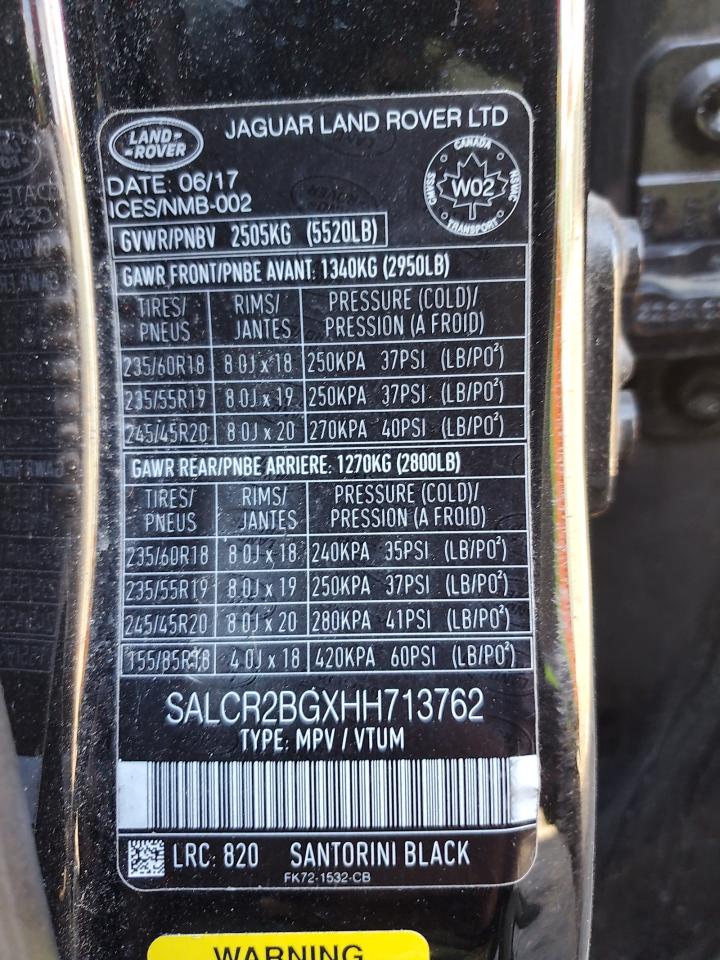 LAND-
-ROVER
JAGUAR LAND ROVER LTD
CANADA
CGVSS
W02
NSVAC
TRANSPORT
DATE: 06/17
ICES/NMB-002
GVWR/PNBV 2505KG (5520LB)
GAWR FRONT/PNBE AVANT: 1340KG (2950LB)
TIRES/ RIMS/ PRESSURE (COLD)/
PNEUS JANTES PRESSION (A FROID)
235/60R18 8.0J x 18 250KPA 37PSI (LB/PO²)
235/55R19 8.0J x 19 250KPA 37PSI (LB/PO²)
245/45R20 8.0J x 20 270KPA 40PSI (LB/PO²)
GAWR REAR/PNBE ARRIERE: 1270KG (2800LB)
TIRES/ RIMS/ PRESSURE (COLD)/
PNEUS JANTES PRESSION (A FROID)
235/60R18 8.0J x 18 240KPA 35PSI (LB/PO²)
235/55R19 8.0J x 19 250KPA 37PSI (LB/PO²)
245/45R20 8.0J x 20 280KPA 41PSI (LB/PO²)
155/85R18 4.0J x 18 420KPA 60PSI (LB/PO²)
SALCR2BGXHH713762
TYPE: MPV / VTUM
LRC: 820 SANTORINI BLACK
FK72-1532-CB
WARNING